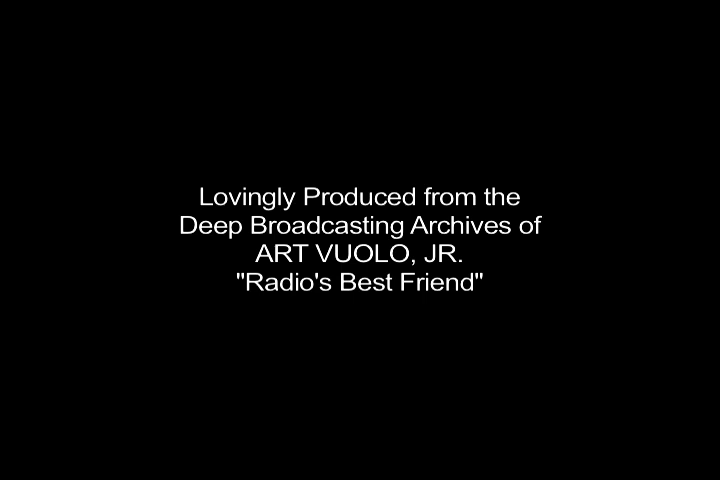 Lovingly Produced from the
Deep Broadcasting Archives of
ART VUOLO, JR.
"Radio's Best Friend"